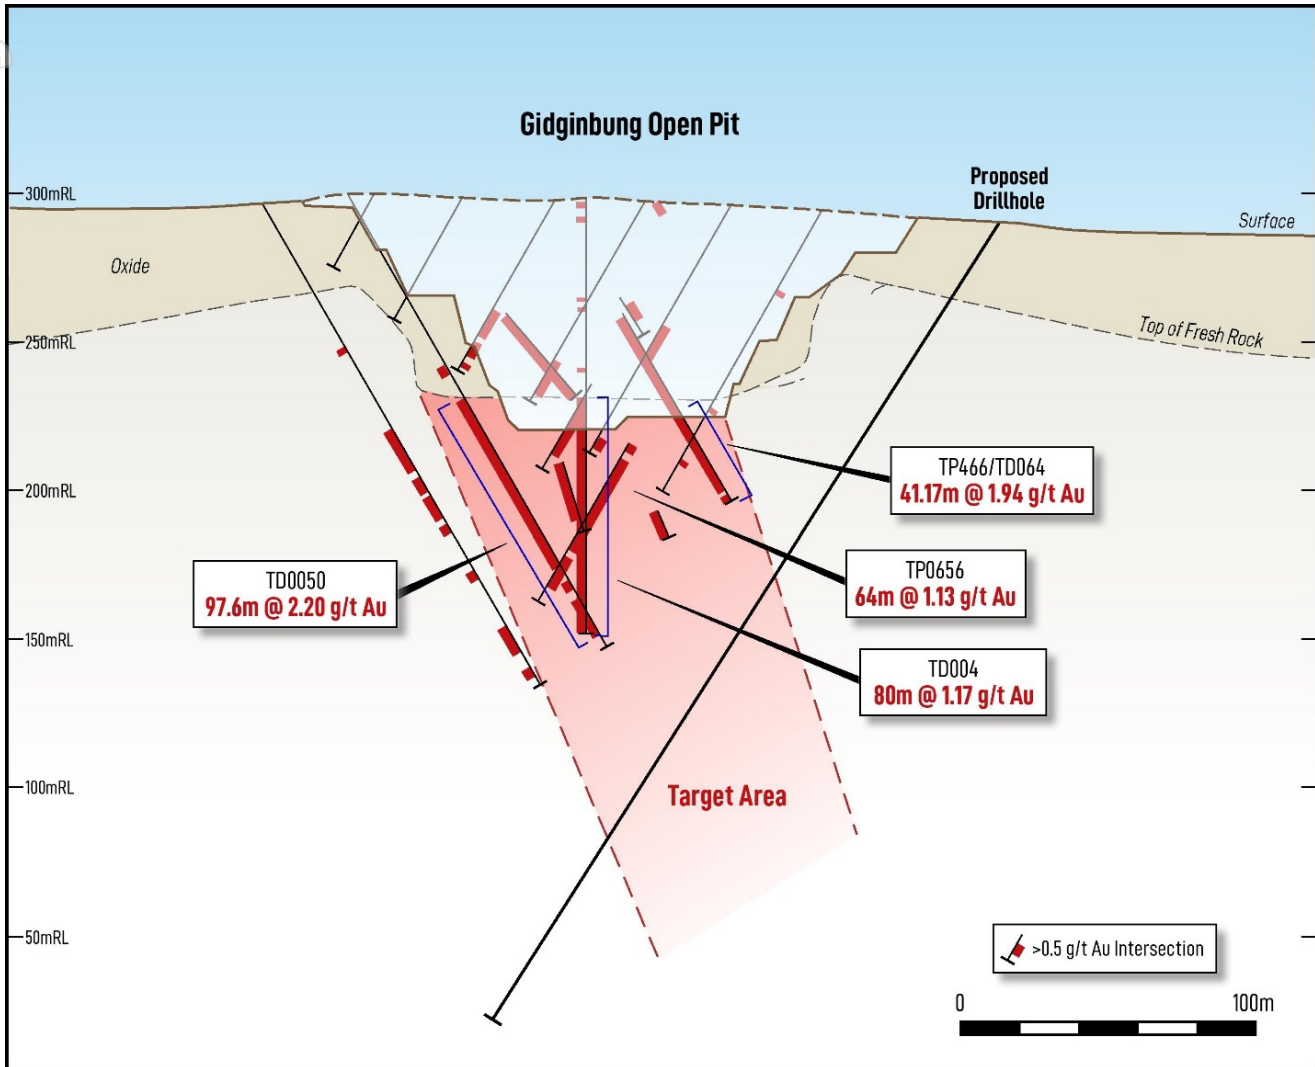 Gidginbung Open Pit
Proposed
Drillhole
300mRL
Surface
Oxide
Top of Fresh Rock
250mRL
TP466/TD064
41.17m @ 1.94 g/t Au
200mRL
TP0656
64m @ 1.13 g/t Au
TD0050
97.6m @ 2.20 g/t Au
150mRL
TD004
80m @ 1.17 g/t Au
100mRL
Target Area
50mRL
>0.5 g/t Au Intersection
0
100m